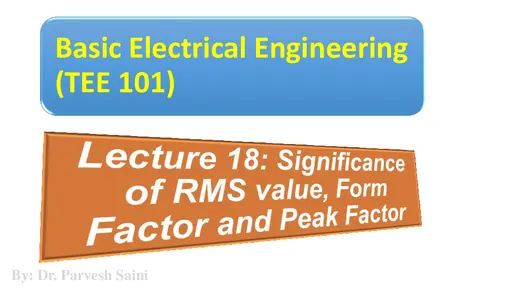 Basic Electrical Engineering
(TEE 101)
Lecture 18: Significance
of RMS value, Form
Factor and Peak Factor
By: Dr. Parvesh Saini